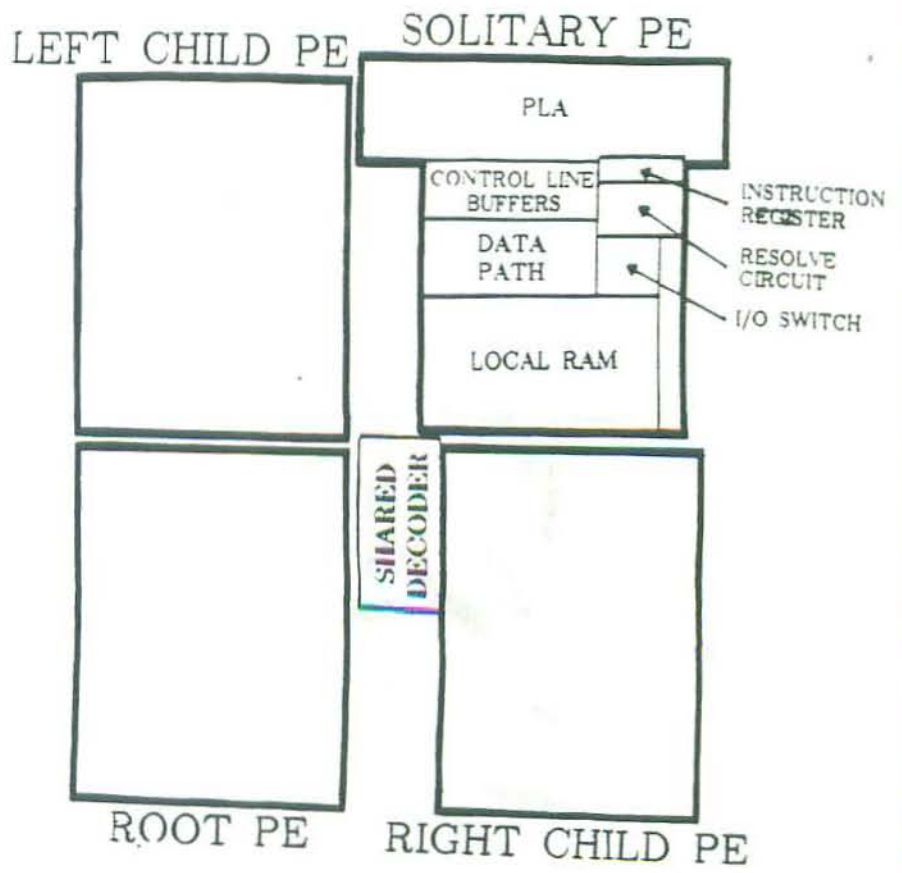 LEFT CHILD PE
SOLITARY PE
PLA
CONTROL LINE
BUFFERS
INSTRUCTION
REGISTER
DATA
PATH
RESOLVE
CIRCUIT
I/O SWITCH
LOCAL RAM
SHARED
DECODER
ROOT PE
RIGHT CHILD PE